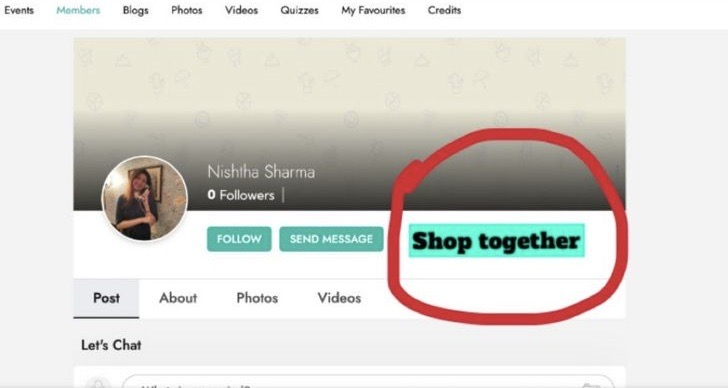 Events Members Blogs Photos Videos Quizzes My Favourites Credits
Nishtha Sharma
0 Followers |
FOLLOW SEND MESSAGE Shop together
Post About Photos Videos
Let's Chat